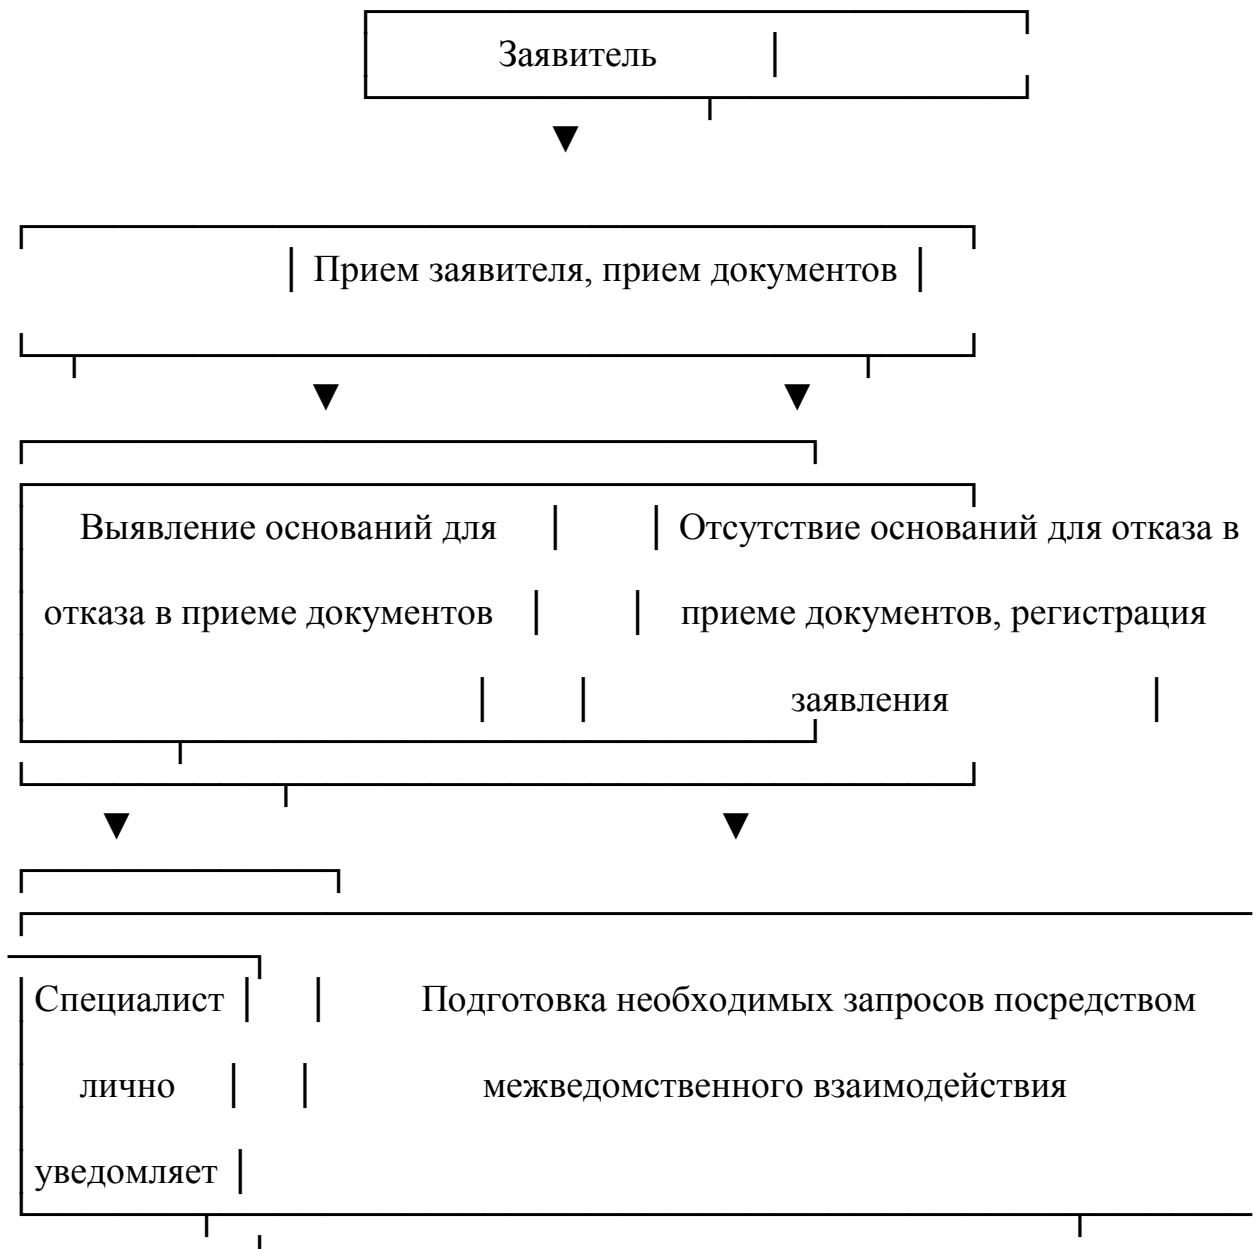 Заявитель
Прием заявителя, прием документов
Выявление оснований для Отсутствие оснований для отказа в
отказа в приеме документов приеме документов, регистрация
заявления
Специалист Подготовка необходимых запросов посредством
лично межведомственного взаимодействия
уведомляет